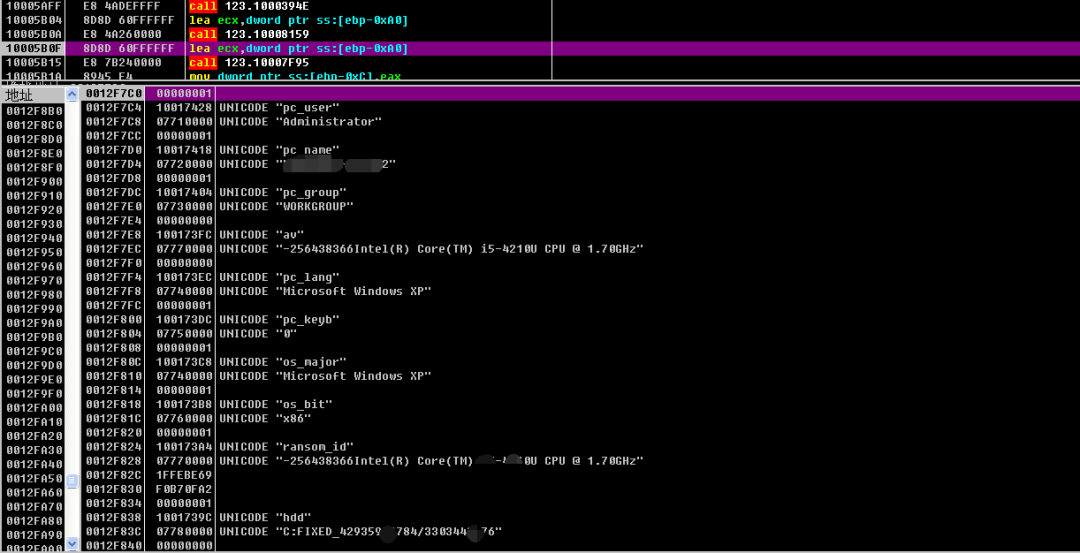 10005AFF E8 4ADEFFFF call 123.1000394E
10005B04 8D8D 60FFFFFF lea ecx,dword ptr ss:[ebp-0xA0]
10005B0A E8 4A260000 call 123.10008159
10005B0F 8D8D 60FFFFFF lea ecx,dword ptr ss:[ebp-0xA0]
10005B15 E8 7B240000 call 123.10007F95
10005B1A 8945 F4 mov dword ptr ss:[ebp-0xC],eax
地址 0012F7C0 00000001
0012F8B0 0012F7C4 10017428 UNICODE "pc_user"
0012F8C0 0012F7C8 07710000 UNICODE "Administrator"
0012F8D0 0012F7CC 00000001
0012F8E0 0012F7D0 10017418 UNICODE "pc_name"
0012F8F0 0012F7D4 07720000 UNICODE " 2"
0012F900 0012F7D8 00000001
0012F910 0012F7DC 10017404 UNICODE "pc_group"
0012F920 0012F7E0 07730000 UNICODE "WORKGROUP"
0012F930 0012F7E4 00000000
0012F940 0012F7E8 100173FC UNICODE "av"
0012F950 0012F7EC 07770000 UNICODE "-256438366Intel(R) Core(TM) i5-4210U CPU @ 1.70GHz"
0012F960 0012F7F0 00000000
0012F970 0012F7F4 100173EC UNICODE "pc_lang"
0012F980 0012F7F8 07740000 UNICODE "Microsoft Windows XP"
0012F990 0012F7FC 00000001
0012F9A0 0012F800 100173DC UNICODE "pc_keyb"
0012F9B0 0012F804 07750000 UNICODE "0"
0012F9C0 0012F808 00000001
0012F9D0 0012F80C 100173C8 UNICODE "os_major"
0012F9E0 0012F810 07740000 UNICODE "Microsoft Windows XP"
0012F9F0 0012F814 00000001
0012FA00 0012F818 100173B8 UNICODE "os_bit"
0012FA10 0012F81C 07760000 UNICODE "x86"
0012FA20 0012F820 00000001
0012FA30 0012F824 100173A4 UNICODE "ransom_id"
0012FA40 0012F828 07770000 UNICODE "-256438366Intel(R) Core(TM) 0U CPU @ 1.70GHz"
0012FA50 0012F82C 1FFEBE69
0012FA60 0012F830 F0B70FA2
0012FA70 0012F834 00000001
0012FA80 0012F838 1001739C UNICODE "hdd"
0012FA90 0012F83C 07780000 UNICODE "C:FIXED_429359 784/330344 76"
0012FAA0 0012F840 00000000